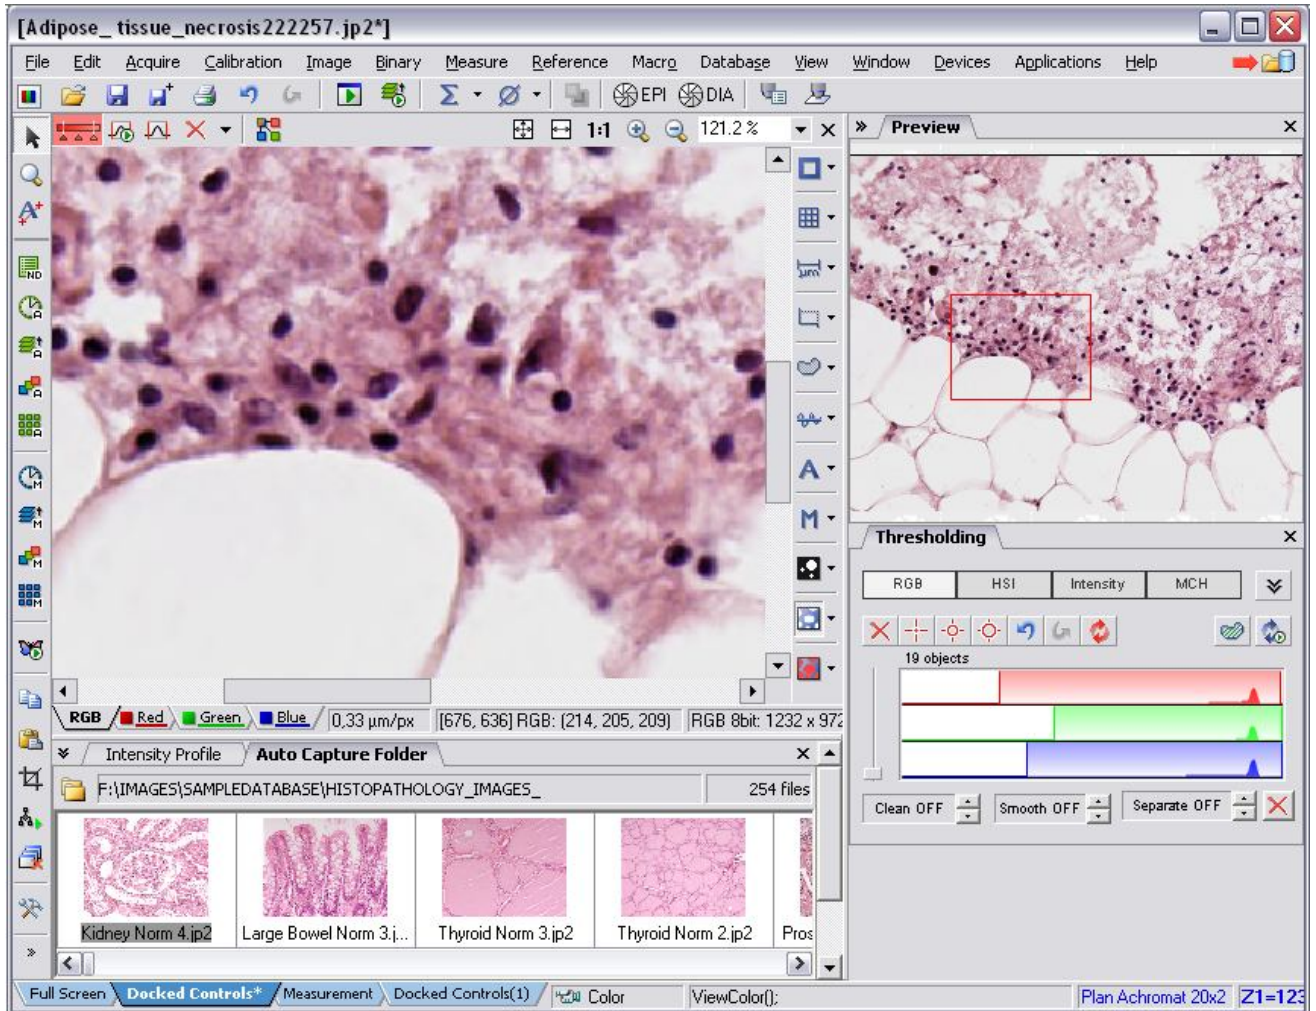 [Adipose_ tissue_necrosis222257.jp2*]
File Edit Acquire Calibration Image Binary Measure Reference Macro Database View Window Devices Applications Help
EPI DIA
1:1 121.2 % Preview
A
ND
A
µm
A
A
A
A
A
M
M
M
M
M
Thresholding
RGB HSI Intensity MCH
19 objects
RGB Red Green Blue 0,33 µm/px [676, 636] RGB: (214, 205, 209) RGB 8bit: 1232 x 972
Intensity Profile Auto Capture Folder
F:\IMAGES\SAMPLEDATABASE\HISTOPATHOLOGY_IMAGES_ 254 files
Clean OFF Smooth OFF Separate OFF
Kidney Norm 4.jp2 Large Bowel Norm 3.j... Thyroid Norm 3.jp2 Thyroid Norm 2.jp2 Pros
Full Screen Docked Controls* Measurement Docked Controls(1) Color ViewColor(); Plan Achromat 20x2 Z1=123